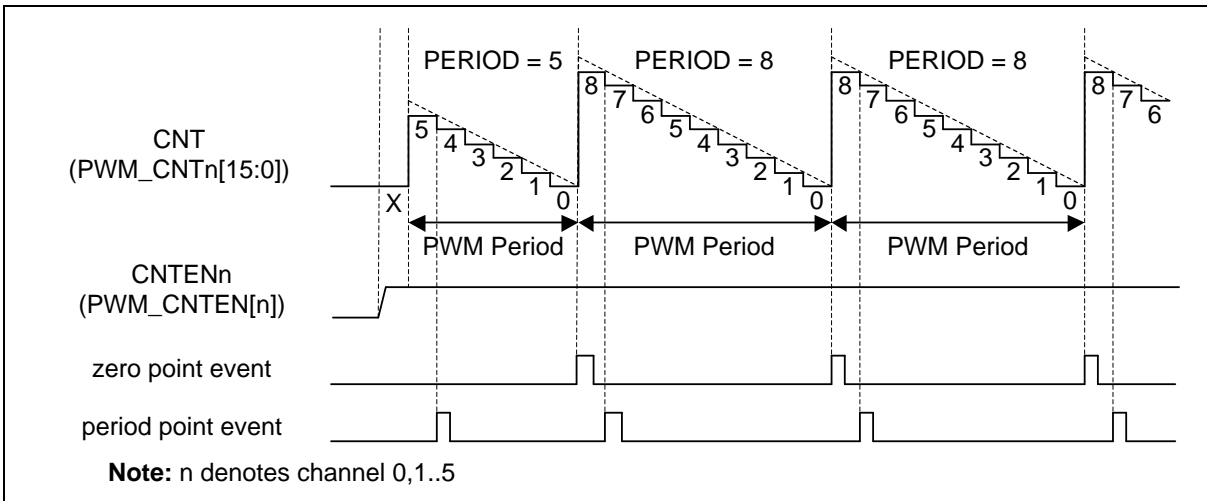 PERIOD = 5 PERIOD = 8 PERIOD = 8
8 7 6 5 4 3 2 1 0
8 7 6 5 4 3 2 1 0
8 7 6
5 4 3 2 1 0
CNT
(PWM_CNTn[15:0])
X
PWM Period PWM Period PWM Period
CNTENn
(PWM_CNTEN[n])
zero point event
period point event
Note: n denotes channel 0,1..5